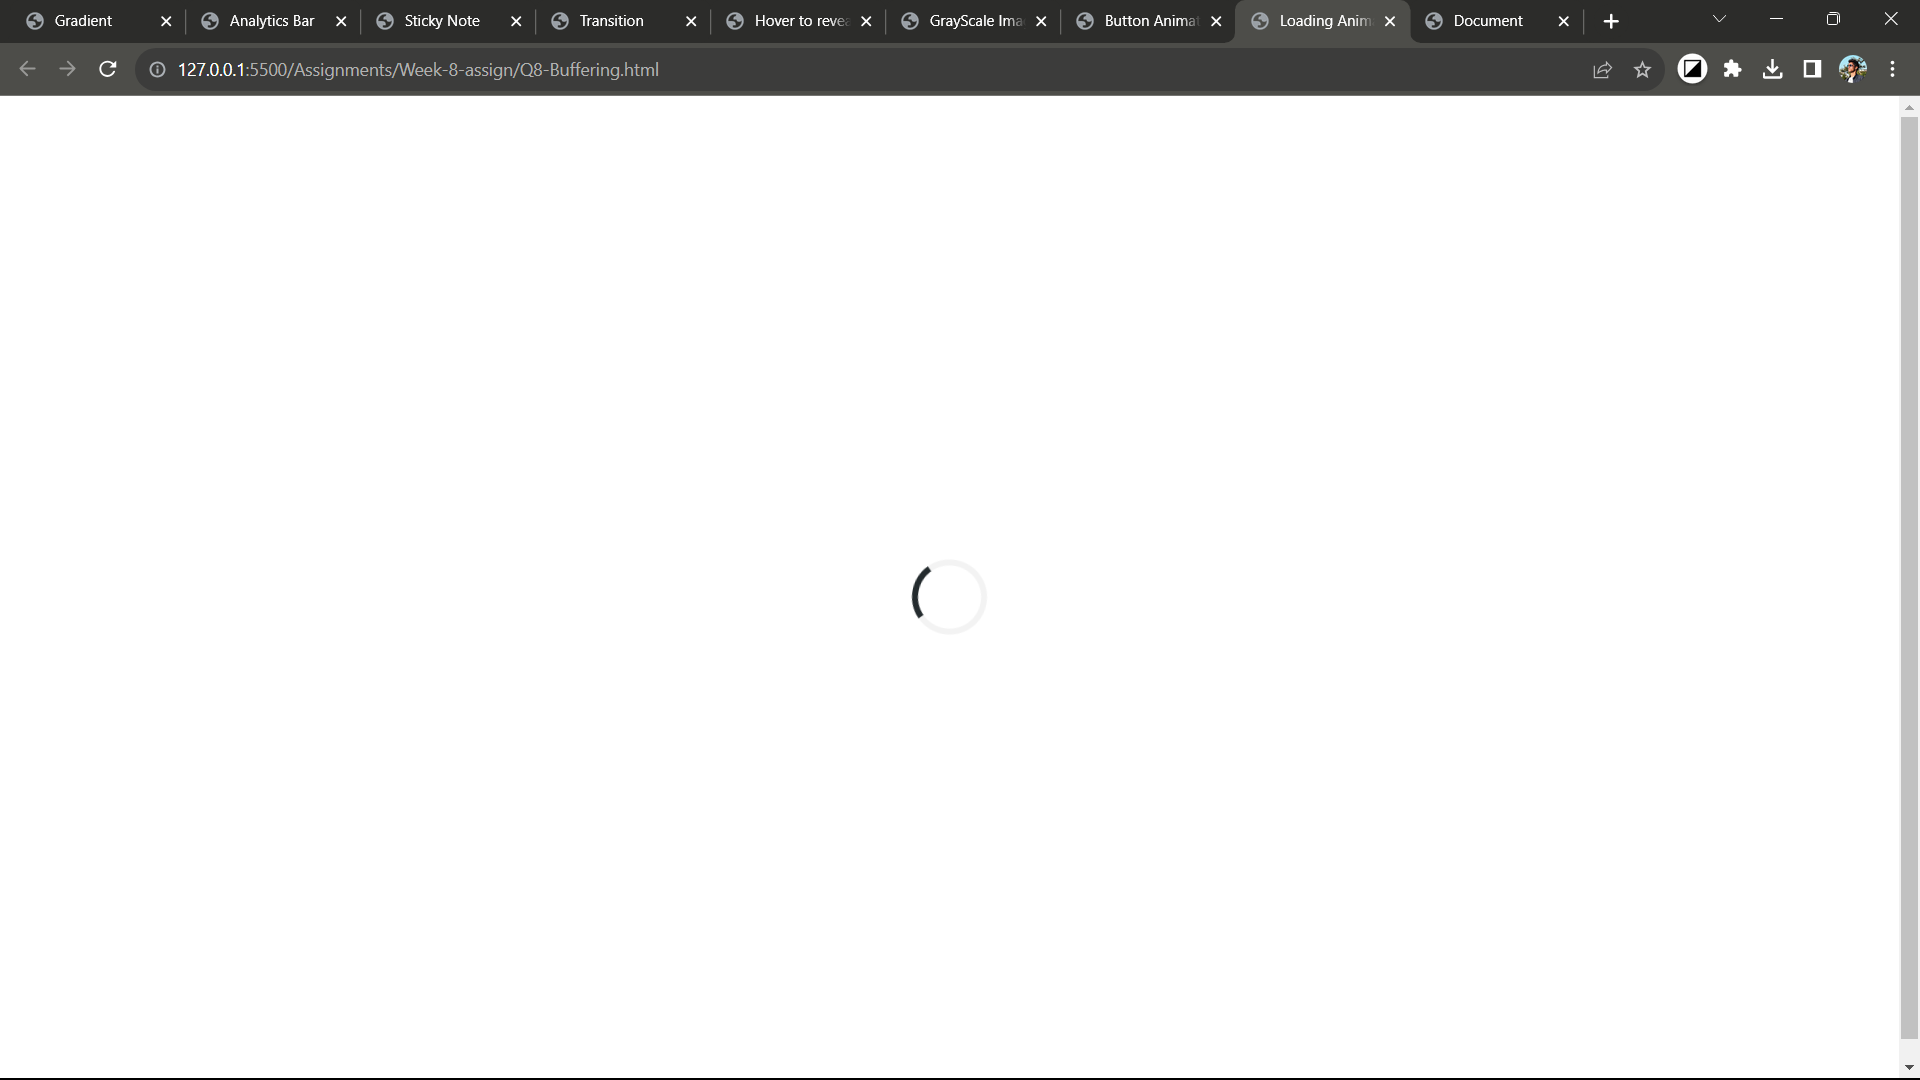 Gradient
Analytics Bar
Sticky Note
Transition
Hover to revea
GrayScale Ima
Button Animat
Loading Anim
Document
127.0.0.1:5500/Assignments/Week-8-assign/Q8-Buffering.html